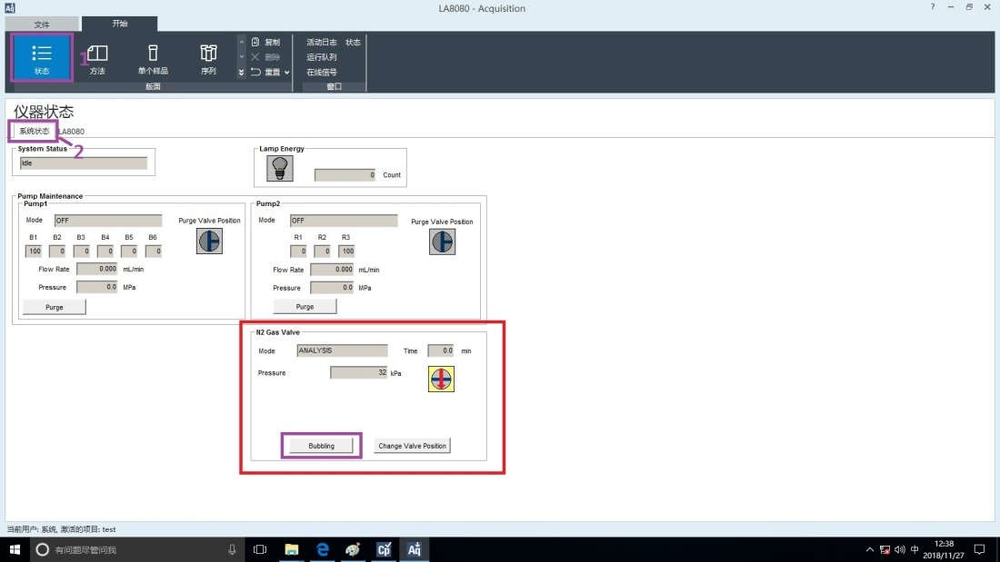 LA8080 - Acquisition
文件
开始
状态
1
方法
单个样品
序列
复制
删除
重置
版面
活动日志 状态
运行队列
在线信号
窗口
仪器状态
系统状态
LA8080
2
System Status
Idle
Lamp Energy
0 Count
Pump Maintenance
Pump1
Mode OFF
Purge Valve Position
B1 B2 B3 B4 B5 B6
100 0 0 0 0 0
Flow Rate 0.000 mL/min
Pressure 0.0 MPa
Purge
Pump2
Mode OFF
Purge Valve Position
R1 R2 R3
0 0 100
Flow Rate 0.000 mL/min
Pressure 0.0 MPa
Purge
N2 Gas Valve
Mode ANALYSIS Time 0.0 min
Pressure 32 kPa
Bubbling
Change Valve Position
当前用户: 系统, 激活的项目: test
有问题尽管问我
Cp
Aq
中
12:38
2018/11/27